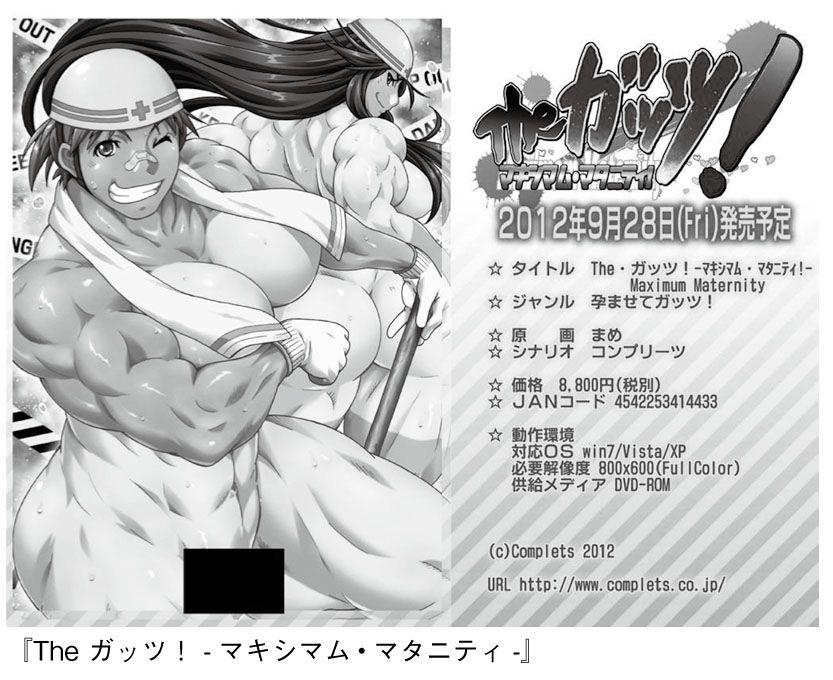 OUT
The ガッツ！
マキシマム・マタニティ！
2012年9月28日(Fri)発売予定
☆ タイトル　The・ガッツ！-マキシマム・マタニティ!-
Maximum Maternity
☆ ジャンル　孕ませてガッツ！
☆ 原　　画　まめ
☆ シナリオ　コンプリーツ
☆ 価格　8,800円(税別)
☆ JANコード 4542253414433
☆ 動作環境
対応OS win7/Vista/XP
必要解像度 800x600(FullColor)
供給メディア DVD-ROM
(c)Complets 2012
URL http://www.complets.co.jp/
『The ガッツ！ - マキシマム・マタニティ -』